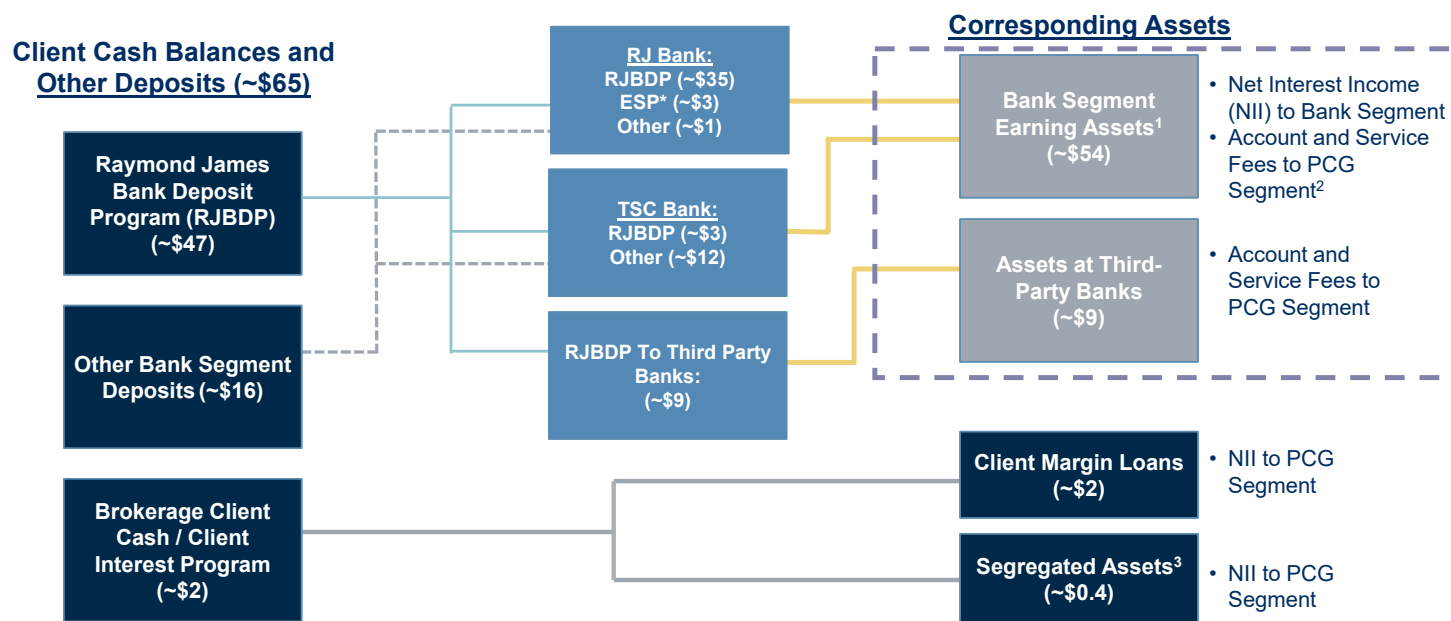 Client Cash Balances and
Other Deposits (~$65)
Raymond James
Bank Deposit
Program (RJBDP)
(~$47)
Other Bank Segment
Deposits (~$16)
Brokerage Client
Cash / Client
Interest Program
(~$2)
RJ Bank:
RJBDP (~$35)
ESP* (~$3)
Other (~$1)
TSC Bank:
RJBDP (~$3)
Other (~$12)
RJBDP To Third Party
Banks:
(~$9)
Corresponding Assets
Bank Segment
Earning Assets¹
(~$54)
• Net Interest Income
(NII) to Bank Segment
• Account and Service
Fees to PCG
Segment²
Assets at Third-
Party Banks
(~$9)
• Account and
Service Fees to
PCG Segment
Client Margin Loans
(~$2)
• NII to PCG
Segment
Segregated Assets³
(~$0.4)
• NII to PCG
Segment